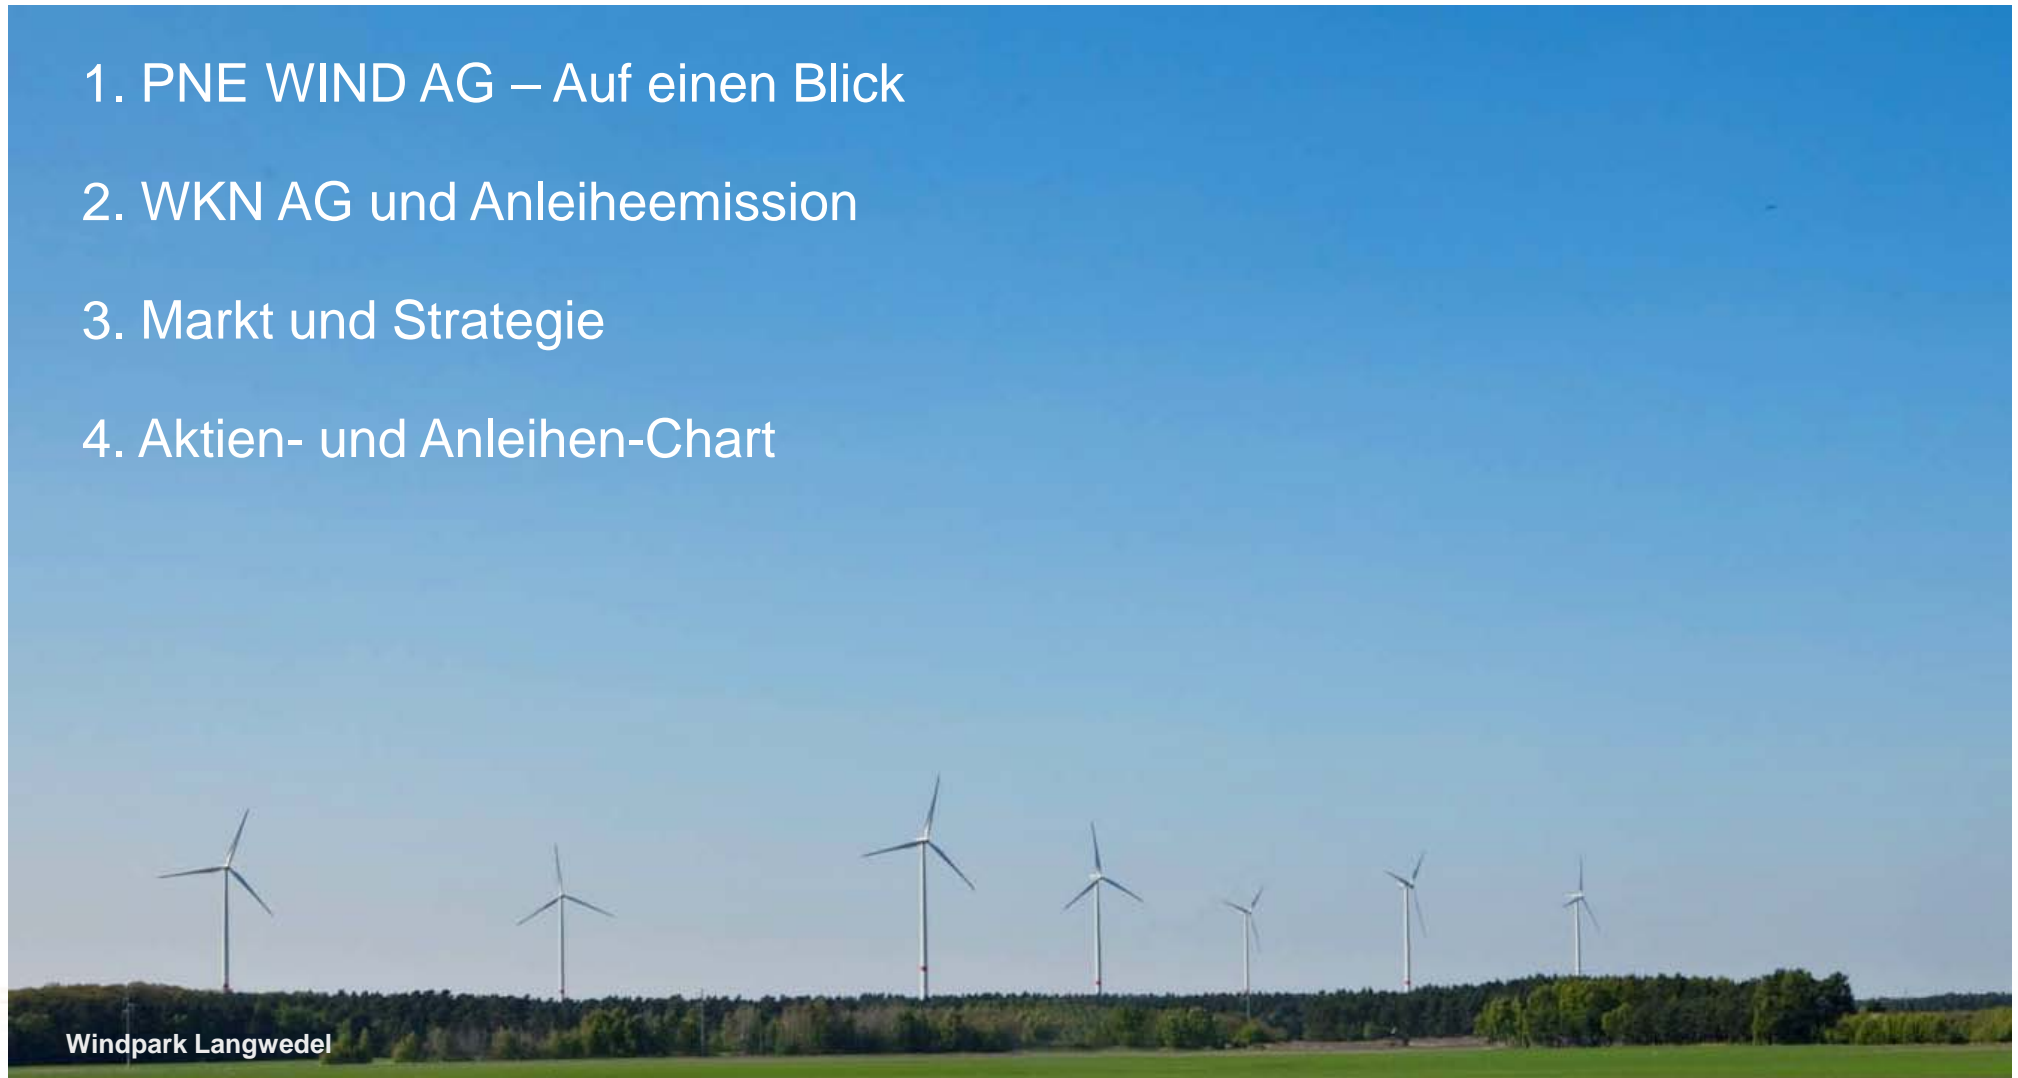 1. PNE WIND AG – Auf einen Blick
2. WKN AG und Anleiheemission
3. Markt und Strategie
4. Aktien- und Anleihen-Chart
Windpark Langwedel